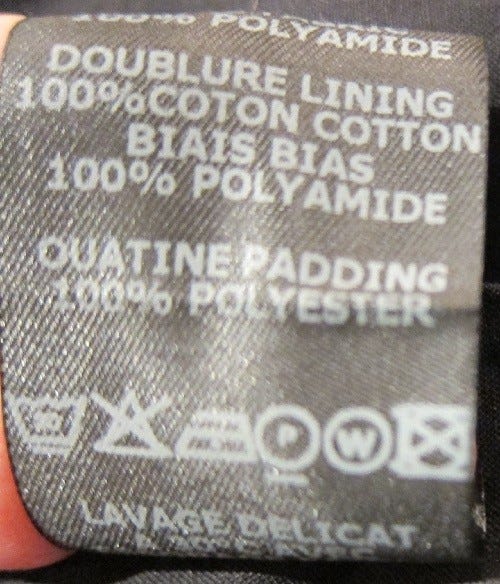 100% POLYAMIDE
DOUBLURE LINING
100%COTON COTTON
BIAIS BIAS
100% POLYAMIDE
OUATINE PADDING
100% POLYESTER
P W
LAVAGE DELICAT